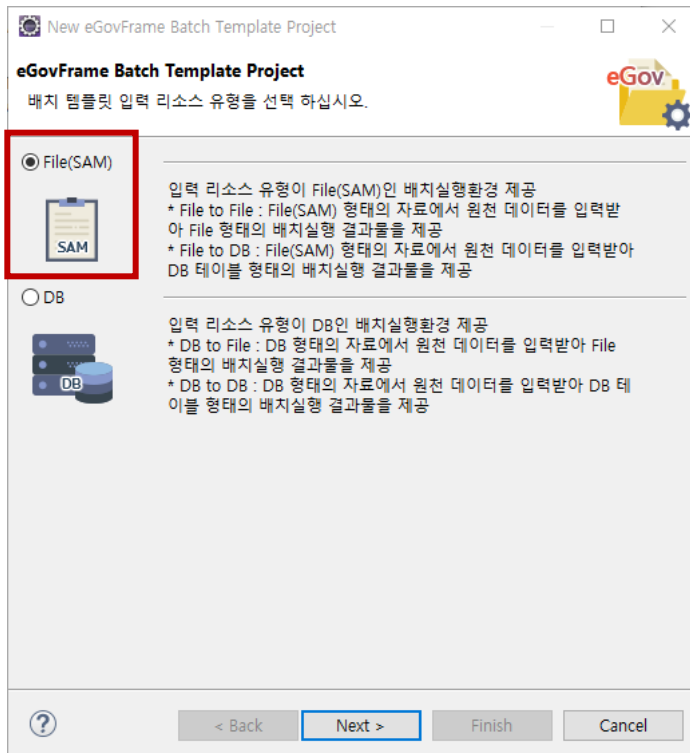 New eGovFrame Batch Template Project
eGovFrame Batch Template Project
배치 템플릿 입력 리소스 유형을 선택 하십시오.
eGov
File(SAM)
SAM
입력 리소스 유형이 File(SAM)인 배치실행환경 제공
* File to File : File(SAM) 형태의 자료에서 원천 데이터를 입력받
아 File 형태의 배치실행 결과물을 제공
* File to DB : File(SAM) 형태의 자료에서 원천 데이터를 입력받아
DB 테이블 형태의 배치실행 결과물을 제공
DB
DB
입력 리소스 유형이 DB인 배치실행환경 제공
* DB to File : DB 형태의 자료에서 원천 데이터를 입력받아 File
형태의 배치실행 결과물을 제공
* DB to DB : DB 형태의 자료에서 원천 데이터를 입력받아 DB 테
이블 형태의 배치실행 결과물을 제공
?
< Back
Next >
Finish
Cancel